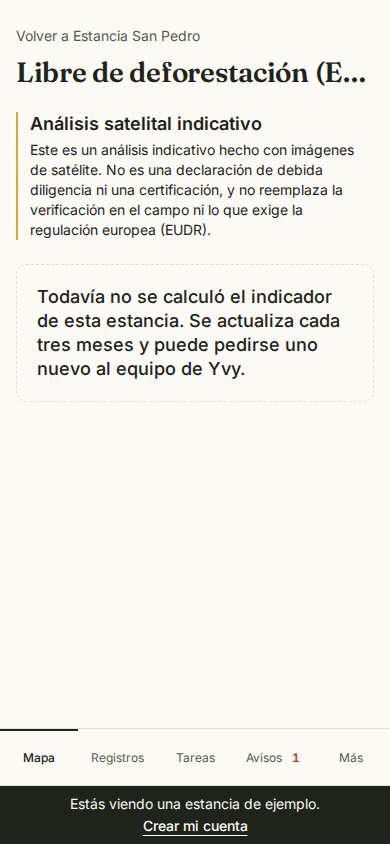 Volver a Estancia San Pedro
Libre de deforestación (E...
Análisis satelital indicativo
Este es un análisis indicativo hecho con imágenes
de satélite. No es una declaración de debida
diligencia ni una certificación, y no reemplaza la
verificación en el campo ni lo que exige la
regulación europea (EUDR).
Todavía no se calculó el indicador
de esta estancia. Se actualiza cada
tres meses y puede pedirse uno
nuevo al equipo de Yvy.
Mapa Registros Tareas Avisos 1 Más
Estás viendo una estancia de ejemplo.
Crear mi cuenta